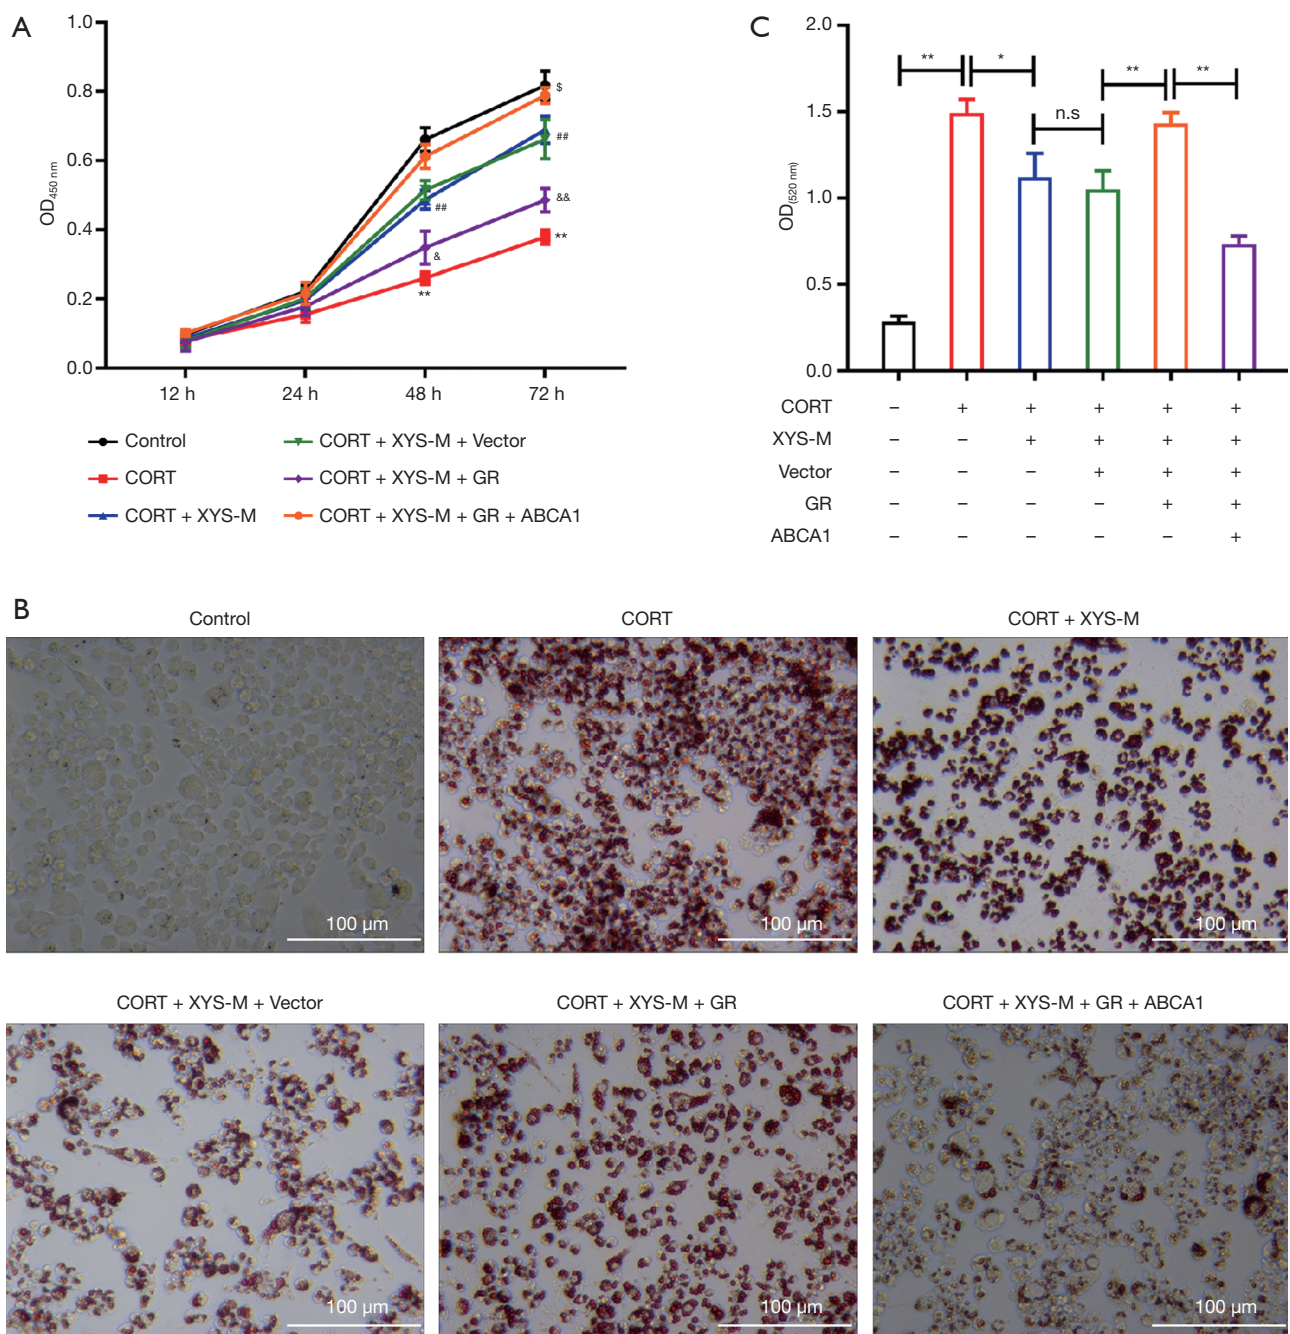 A
1.0
0.8
0.6
0.4
0.2
0.0
OD450 nm
$
##
&&
**
##
&
**
12 h 24 h 48 h 72 h
Control
CORT
CORT + XYS-M
CORT + XYS-M + Vector
CORT + XYS-M + GR
CORT + XYS-M + GR + ABCA1
C
2.0
1.5
1.0
0.5
0.0
OD(520 nm)
** * ** **
n.s
CORT – + + + + +
XYS-M – – + + + +
Vector – – – + + +
GR – – – – + +
ABCA1 – – – – – +
B
Control CORT CORT + XYS-M
100 µm 100 µm 100 µm
CORT + XYS-M + Vector CORT + XYS-M + GR CORT + XYS-M + GR + ABCA1
100 µm 100 µm 100 µm